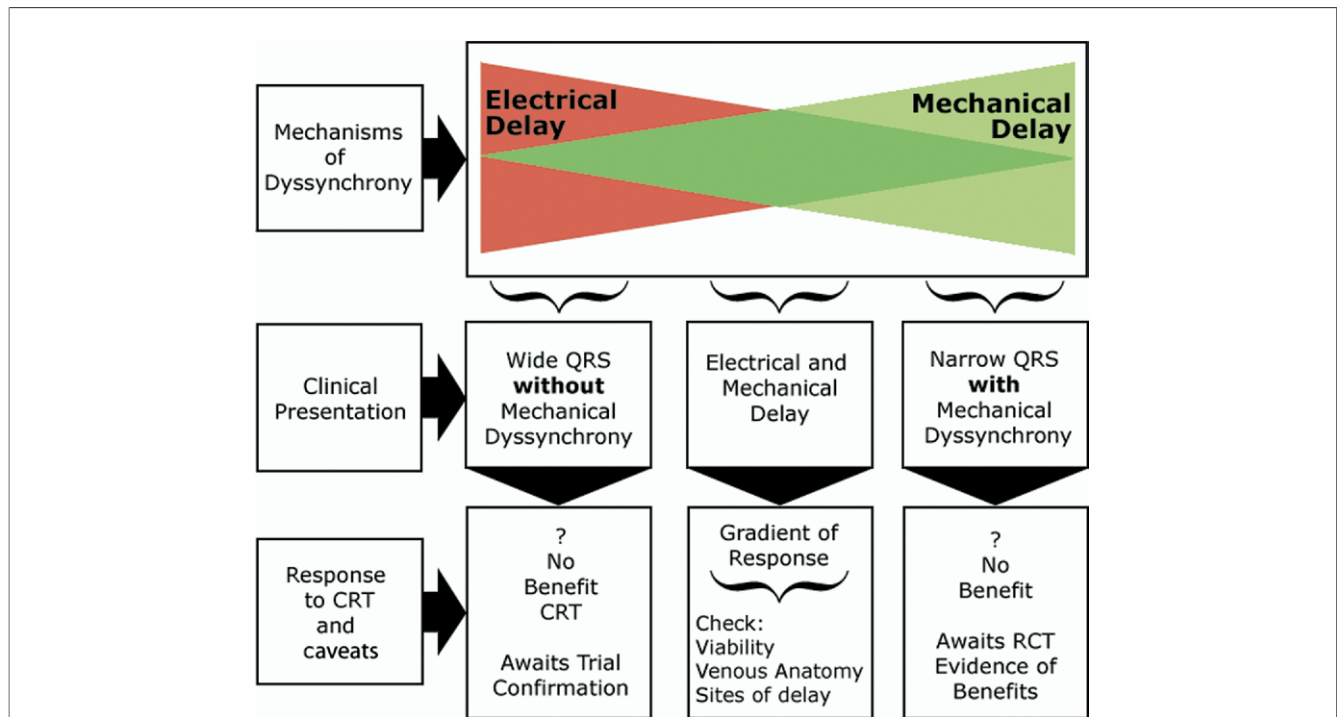 Electrical
Delay
Mechanical
Delay
Mechanisms
of
Dyssynchrony
Clinical
Presentation
Wide QRS
without
Mechanical
Dyssynchrony
Electrical and
Mechanical
Delay
Narrow QRS
with
Mechanical
Dyssynchrony
Response
to CRT
and
caveats
?
No
Benefit
CRT
Awaits Trial
Confirmation
Gradient of
Response
Check:
Viability
Venous Anatomy
Sites of delay
?
No
Benefit
Awaits RCT
Evidence of
Benefits